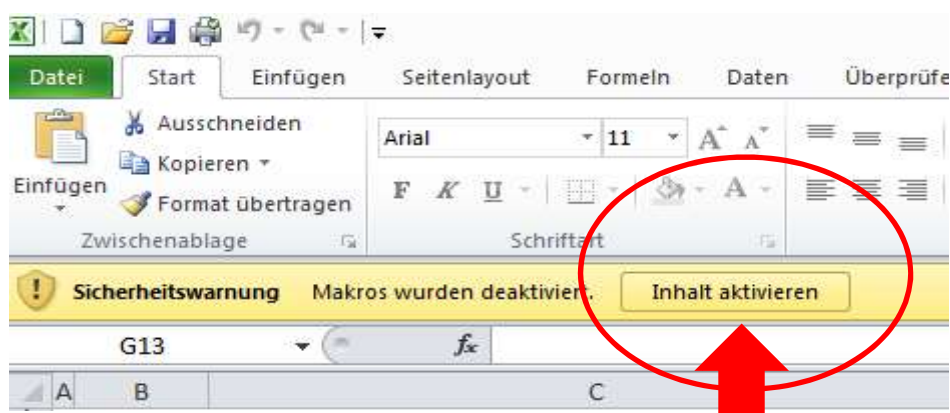 Datei Start Einfügen Seitenlayout Formeln Daten Überprüfe
Ausschneiden
Kopieren
Format übertragen
Einfügen
Zwischenablage
Arial 11 A A
F K U A
Schriftart
Sicherheitswarnung Makros wurden deaktiviert. Inhalt aktivieren
G13 fx
A B C